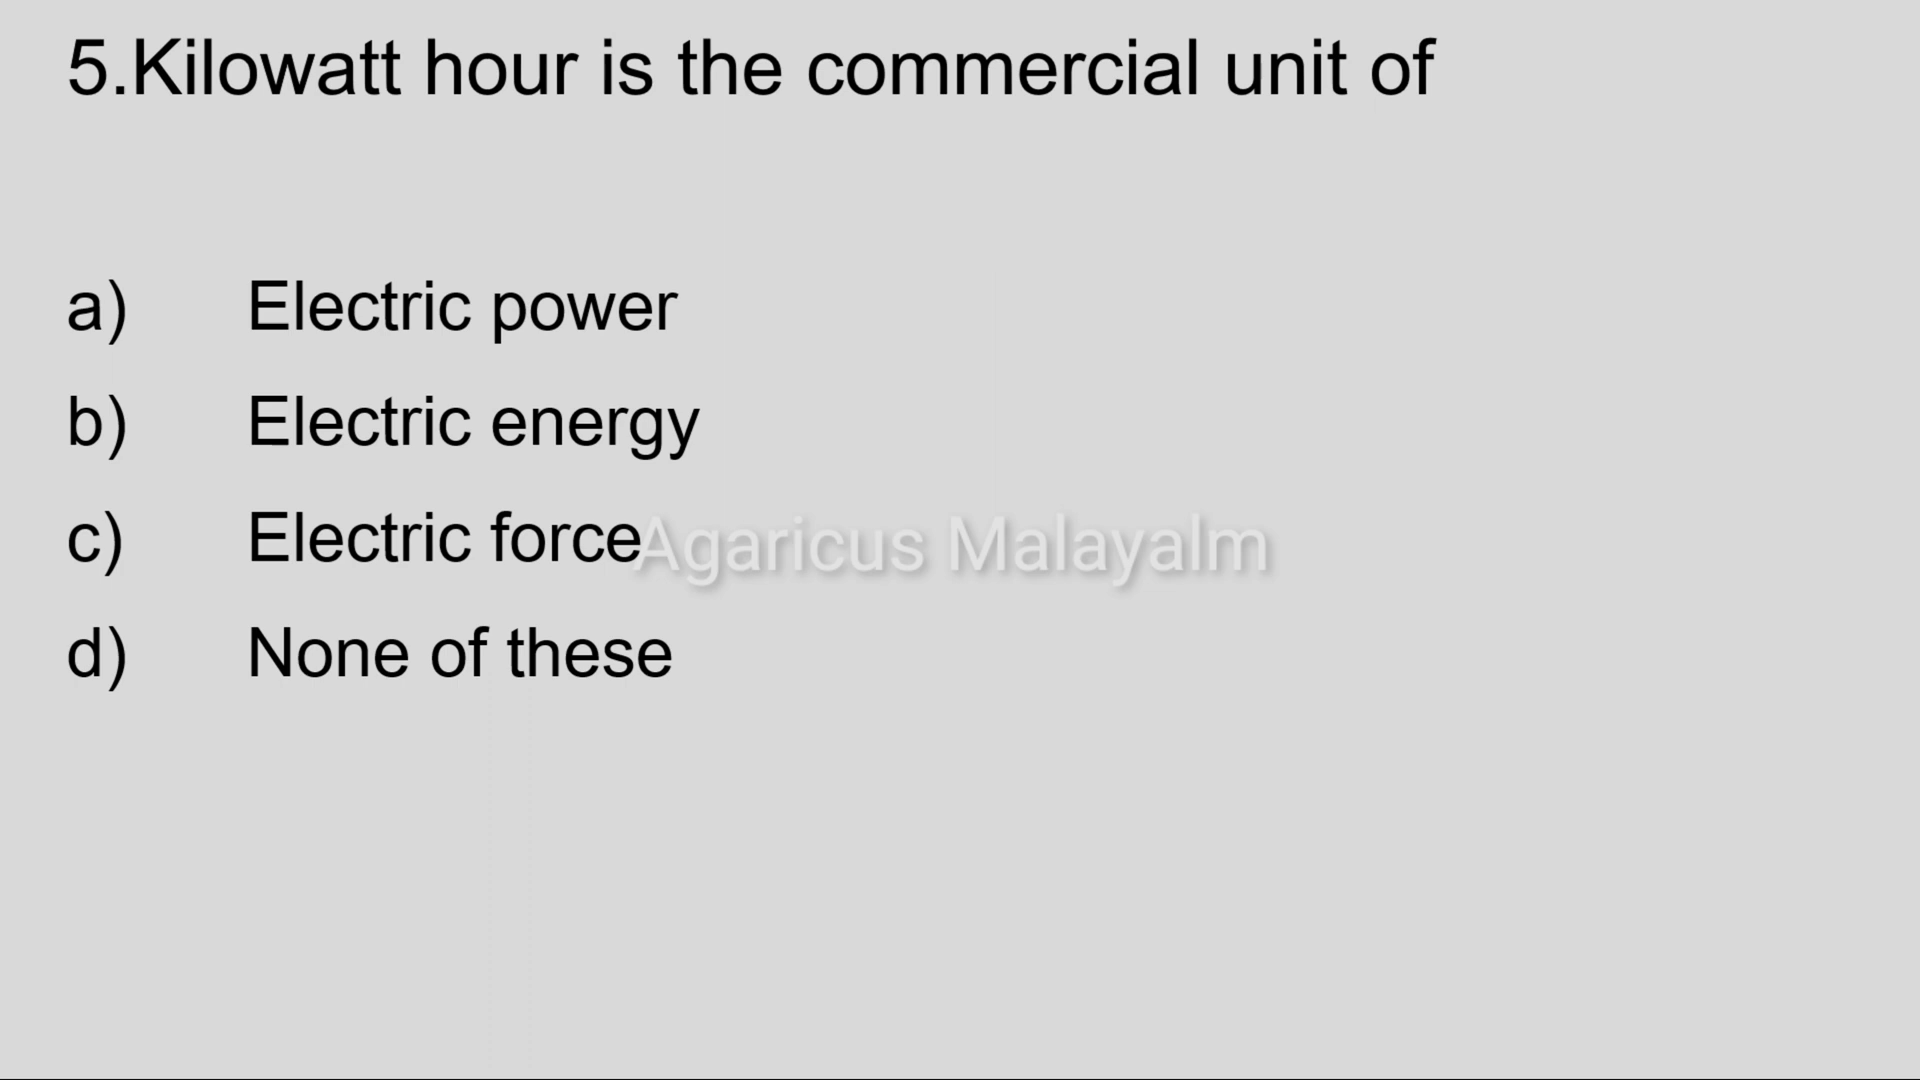 5.Kilowatt hour is the commercial unit of
a) Electric power
b) Electric energy
c) Electric force
Agaricus Malayalm
d) None of these